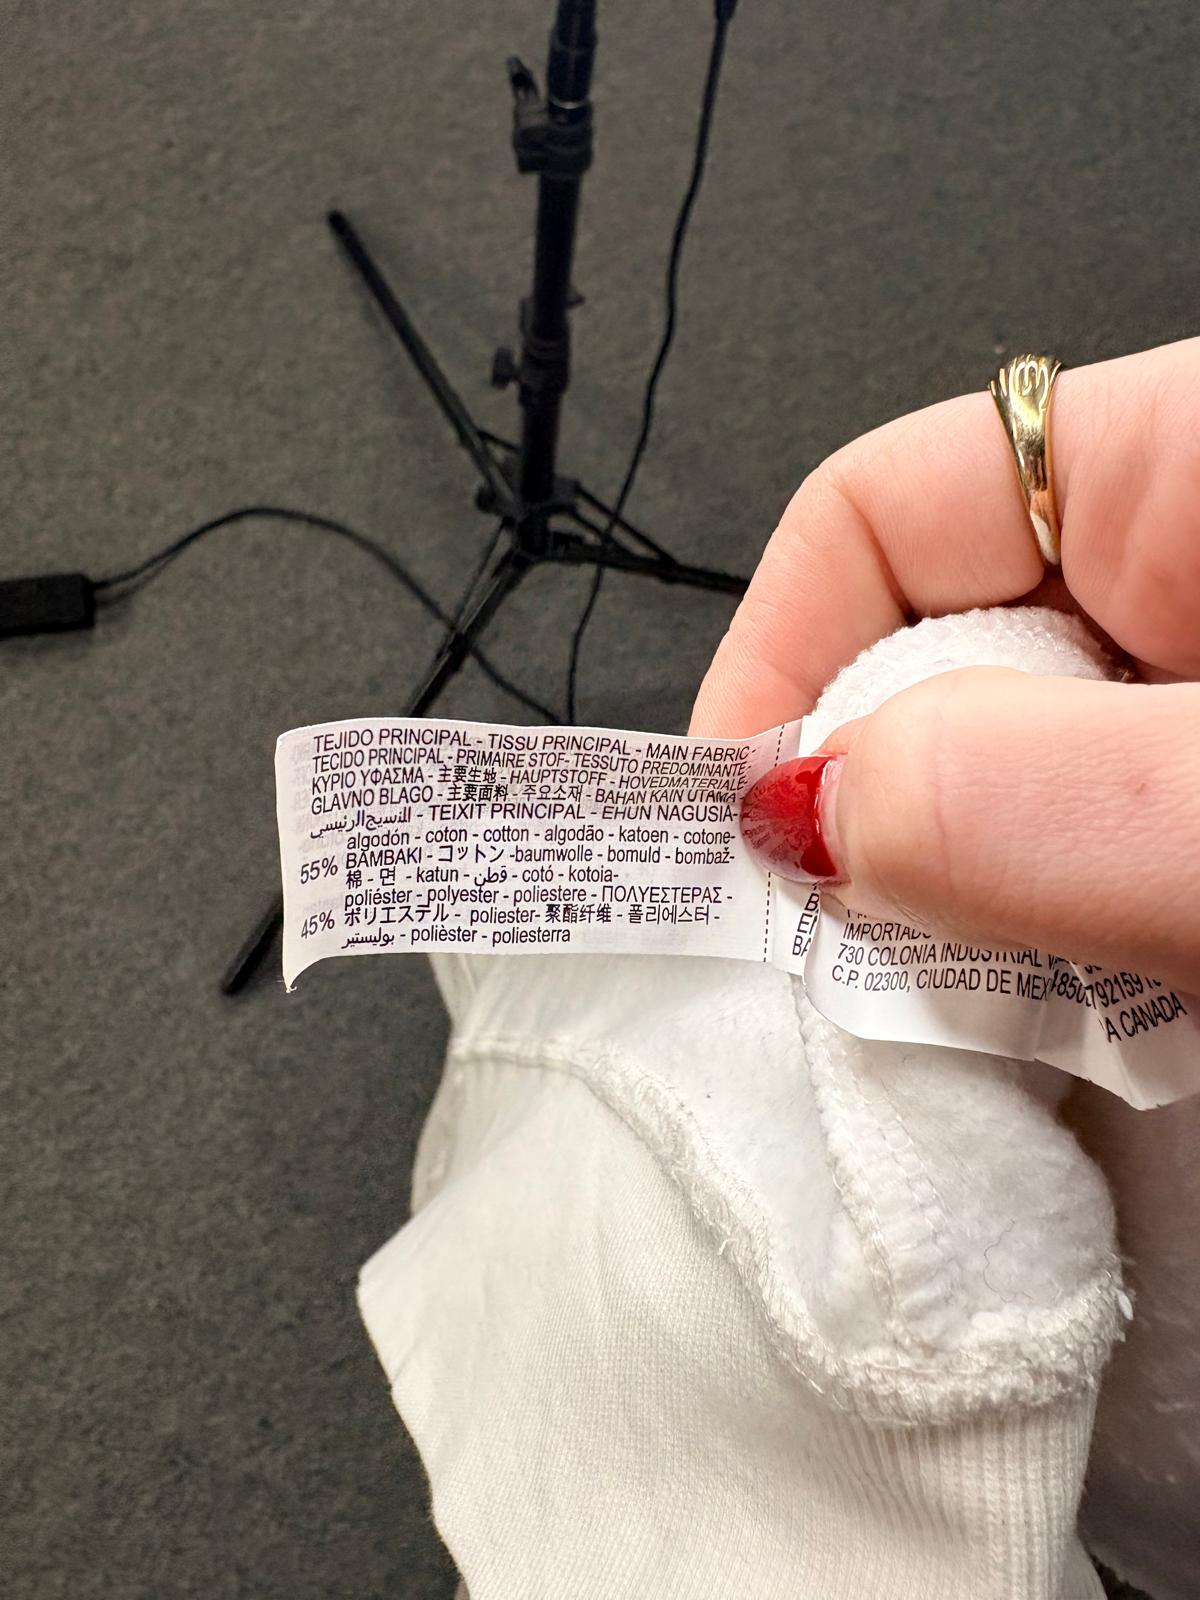 TEJIDO PRINCIPAL - TISSU PRINCIPAL - MAIN FABRIC -
TECIDO PRINCIPAL - PRIMAIRE STOF- TESSUTO PREDOMINANTE -
ΚΥΡΙΟ ΥΦΑΣΜΑ - 主要生地 - HAUPTSTOFF - HOVEDMATERIALE-
GLAVNO BLAGO - 主要面料 - 주요소재 - BAHAN KAIN UTAMA -
النسيج الرئيسي - TEIXIT PRINCIPAL - EHUN NAGUSIA-
algodón - coton - cotton - algodão - katoen - cotone-
55% BAMBAKI - コットン -baumwolle - bomuld - bombaž-
棉 - 면 - katun - قطن - cotó - kotoia-
poliéster - polyester - poliestere - ΠΟΛΥΕΣΤΕΡΑΣ -
45% ポリエステル - poliester- 聚酯纤维 - 폴리에스터 -
بوليستير - polièster - poliesterra
730 COLONIA INDUSTRIAL
C.P. 02300, CIUDAD DE
CANADA